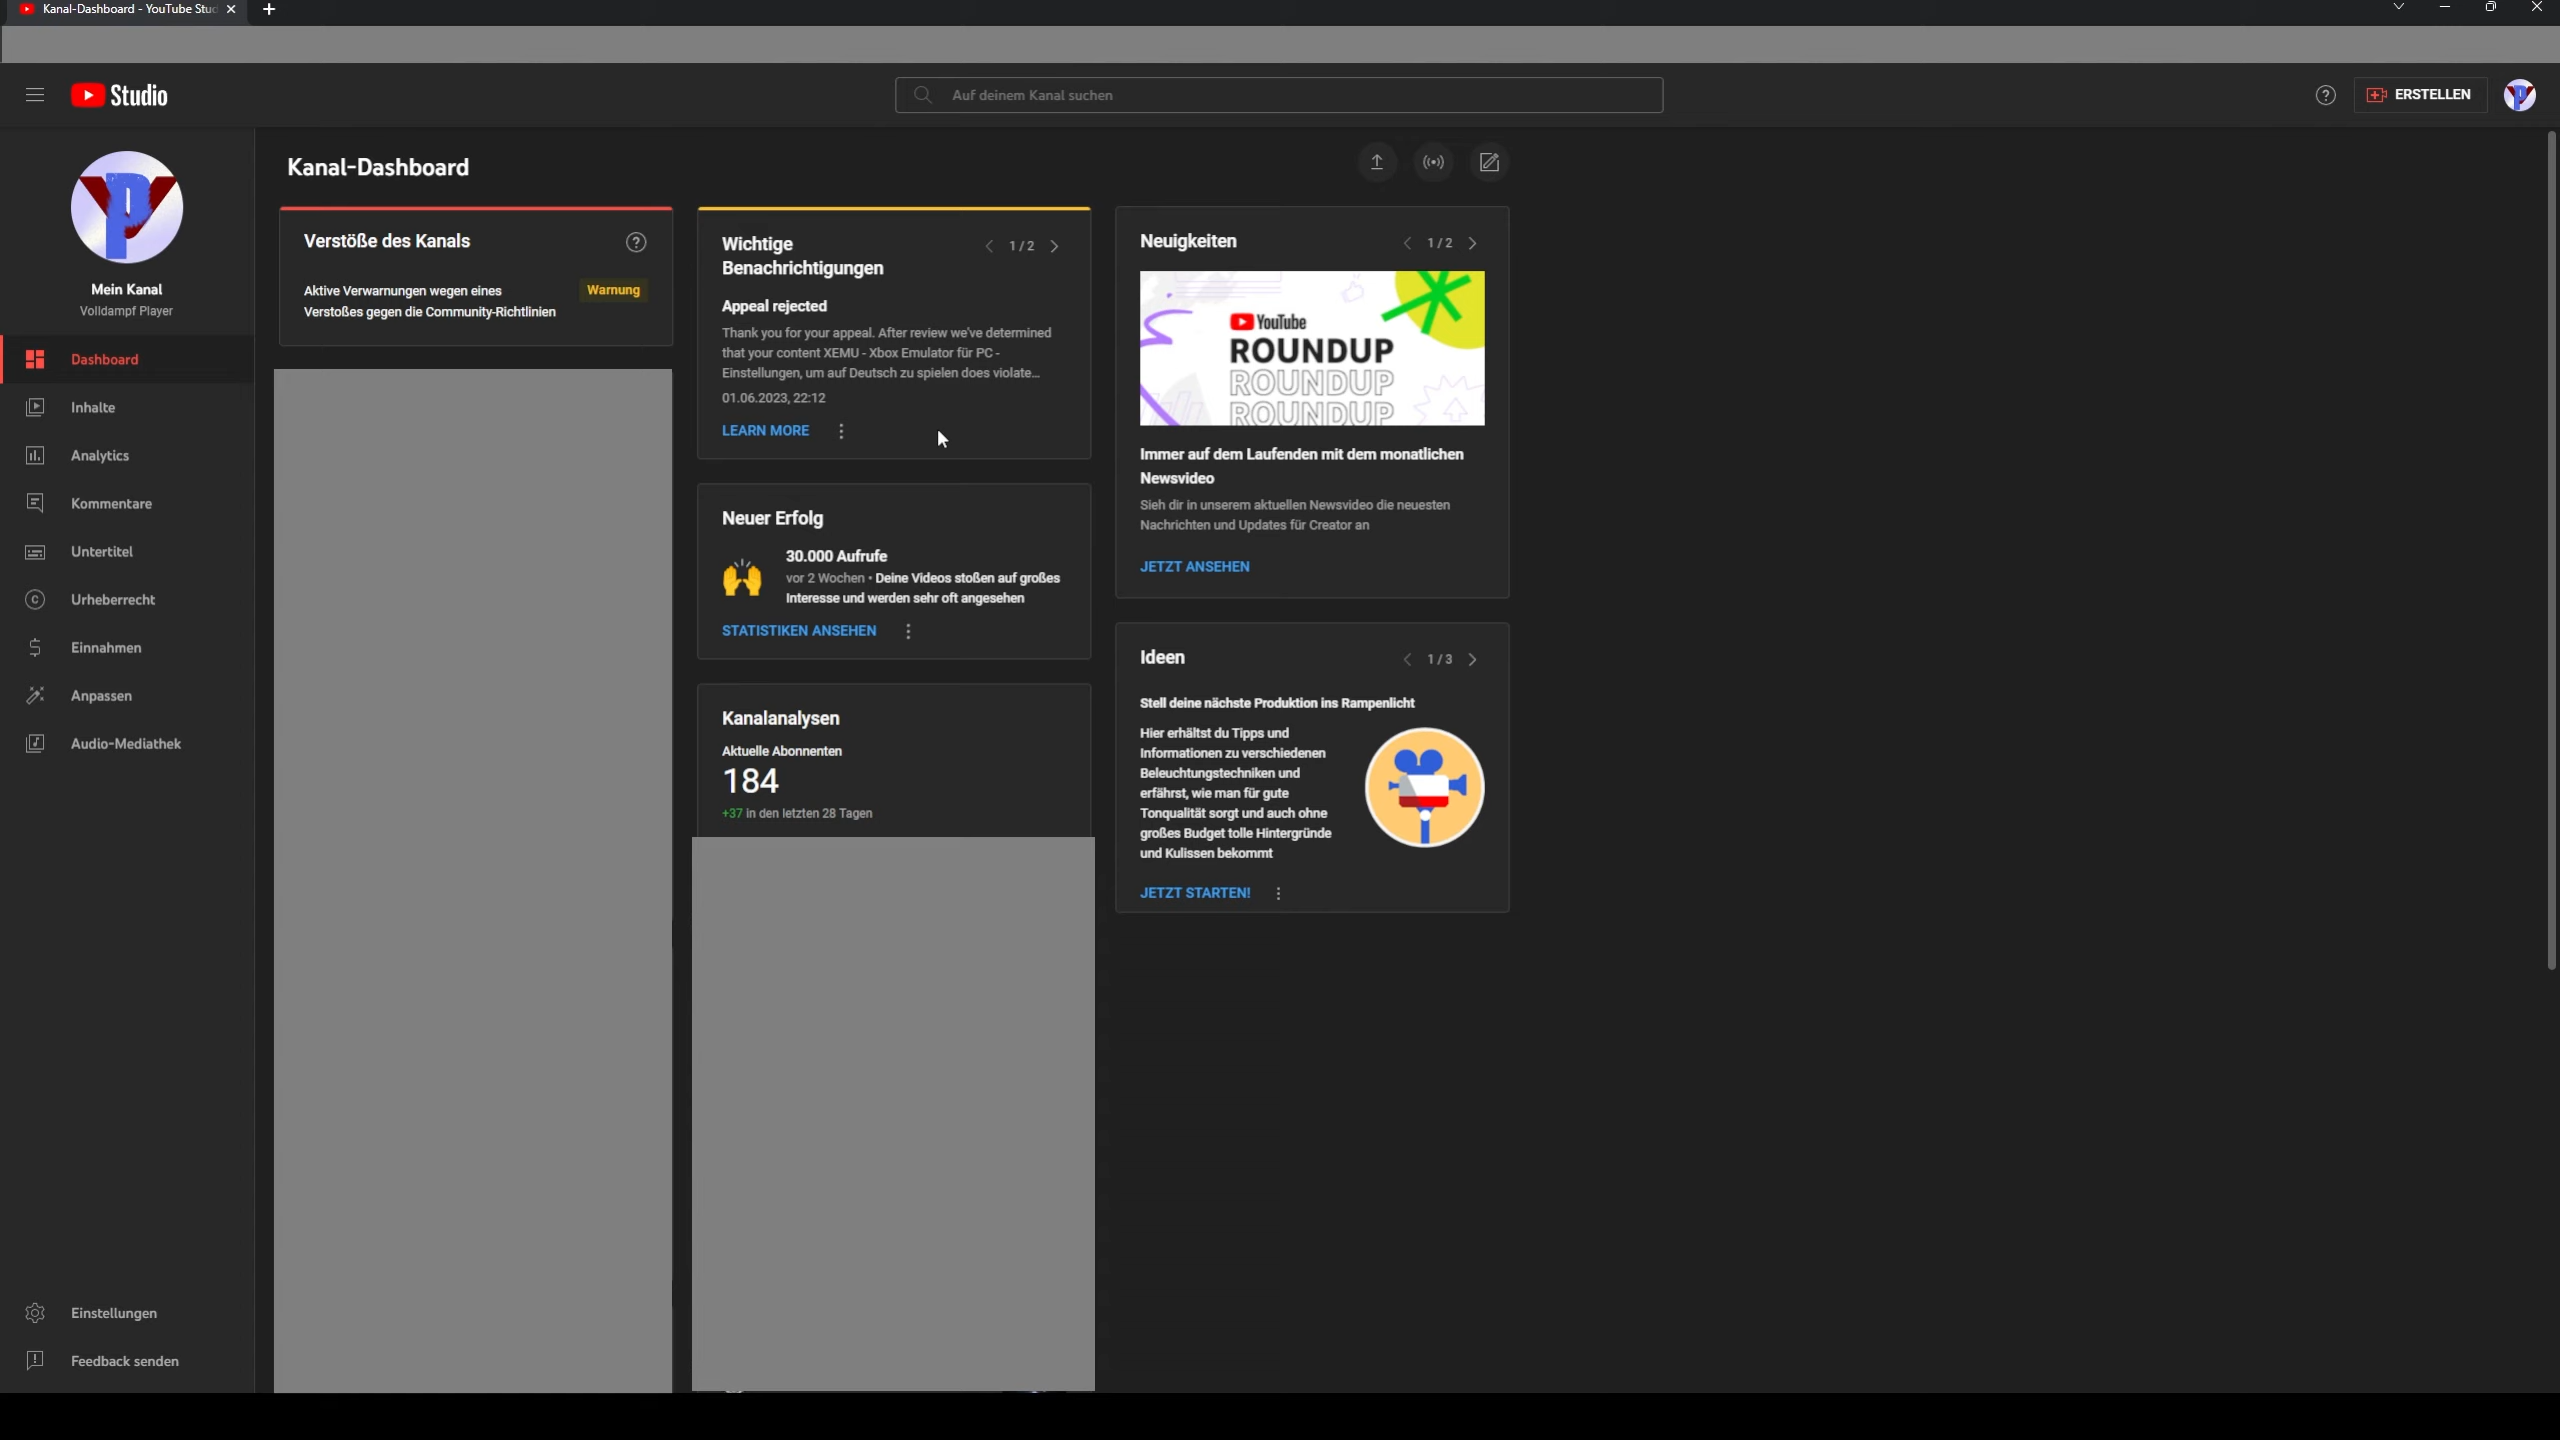 Kanal-Dashboard - YouTube Stud
Studio
Auf deinem Kanal suchen
ERSTELLEN
Mein Kanal
Volldampf Player
Dashboard
Inhalte
Analytics
Kommentare
Untertitel
Urheberrecht
Einnahmen
Anpassen
Audio-Mediathek
Einstellungen
Feedback senden
Kanal-Dashboard
Verstöße des Kanals
Aktive Verwarnungen wegen eines
Verstoßes gegen die Community-Richtlinien
Warnung
Wichtige
Benachrichtigungen
1/2
Appeal rejected
Thank you for your appeal. After review we've determined
that your content XEMU - Xbox Emulator für PC -
Einstellungen, um auf Deutsch zu spielen does violate...
01.06.2023, 22:12
LEARN MORE
Neuer Erfolg
30.000 Aufrufe
vor 2 Wochen • Deine Videos stoßen auf großes
Interesse und werden sehr oft angesehen
STATISTIKEN ANSEHEN
Kanalanalysen
Aktuelle Abonnenten
184
+37 in den letzten 28 Tagen
Neuigkeiten
1/2
YouTube
ROUNDUP
ROUNDUP
ROUNDUP
Immer auf dem Laufenden mit dem monatlichen
Newsvideo
Sieh dir in unserem aktuellen Newsvideo die neuesten
Nachrichten und Updates für Creator an
JETZT ANSEHEN
Ideen
1/3
Stell deine nächste Produktion ins Rampenlicht
Hier erhältst du Tipps und
Informationen zu verschiedenen
Beleuchtungstechniken und
erfährst, wie man für gute
Tonqualität sorgt und auch ohne
großes Budget tolle Hintergründe
und Kulissen bekommt
JETZT STARTEN!